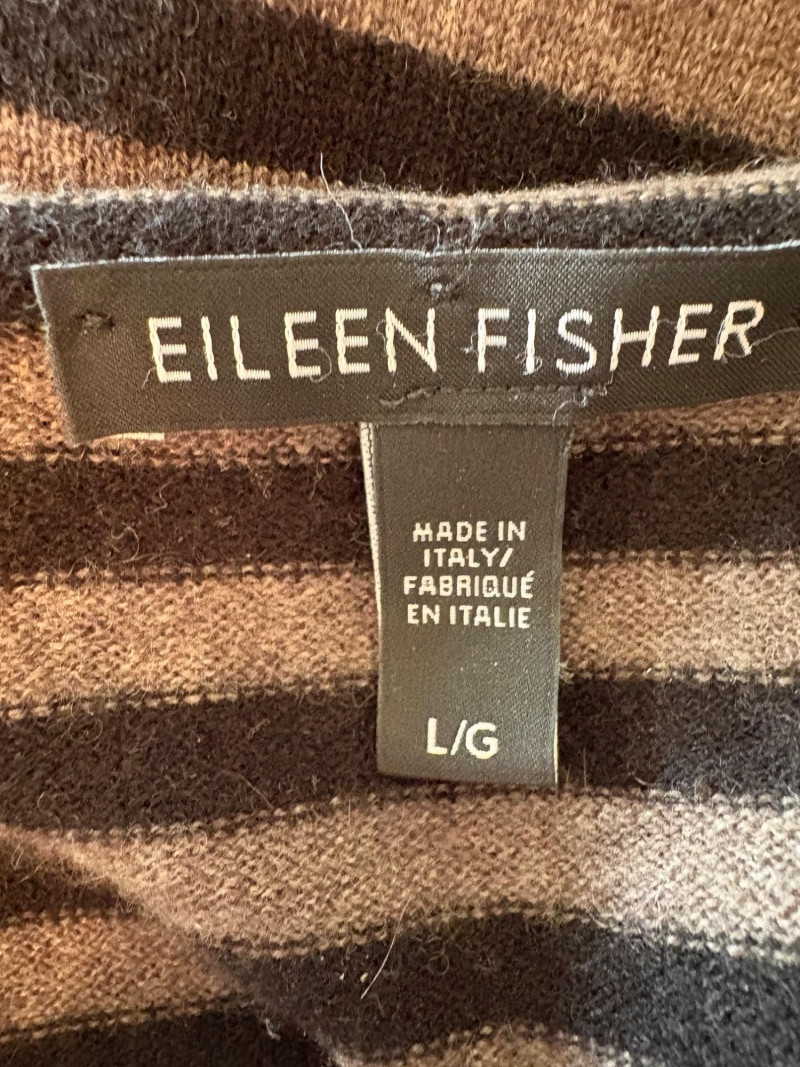 EILEEN FISHER
MADE IN
ITALY/
FABRIQUÉ
EN ITALIE
L/G